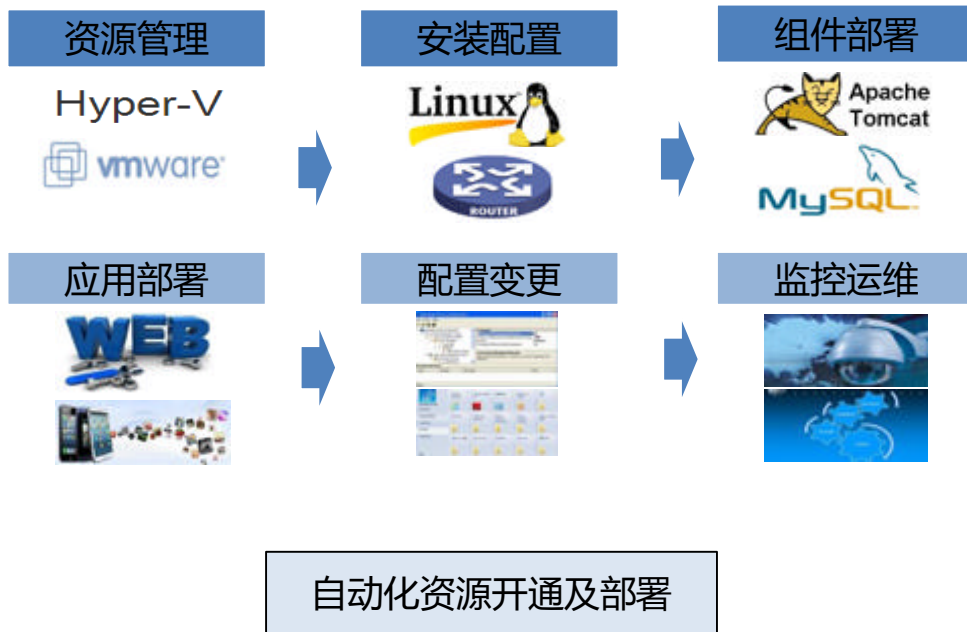 资源管理
安装配置
组件部署
Hyper-V
vmware
Linux
ROUTER
Apache
Tomcat
MySQL
应用部署
配置变更
监控运维
WEB
自动化资源开通及部署